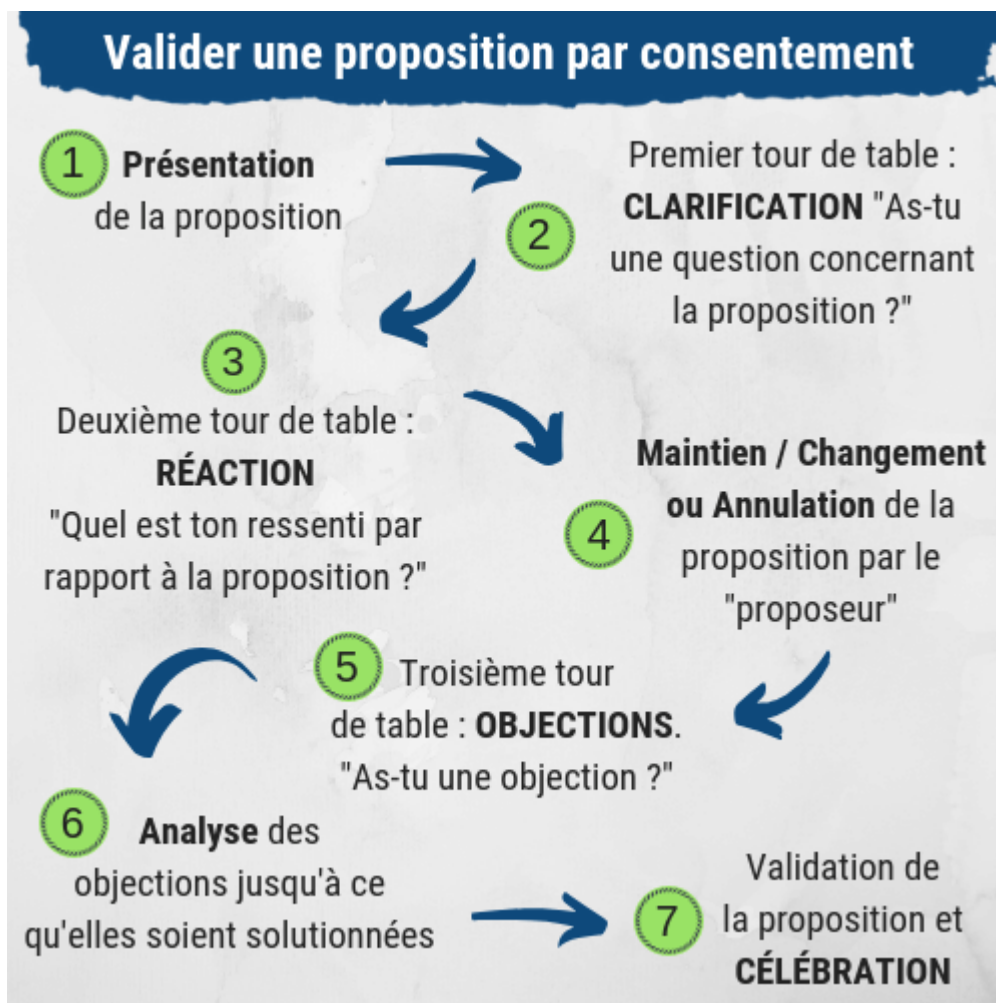 Valider une proposition par consentement
1 Présentation
de la proposition
2
Premier tour de table :
CLARIFICATION "As-tu
une question concernant
la proposition ?"
3
Deuxième tour de table :
RÉACTION
"Quel est ton ressenti par
rapport à la proposition ?"
4
Maintien / Changement
ou Annulation de la
proposition par le
"proposeur"
5 Troisième tour
de table : OBJECTIONS.
"As-tu une objection ?"
6 Analyse des
objections jusqu'à ce
qu'elles soient solutionnées
7
Validation de
la proposition et
CÉLÉBRATION